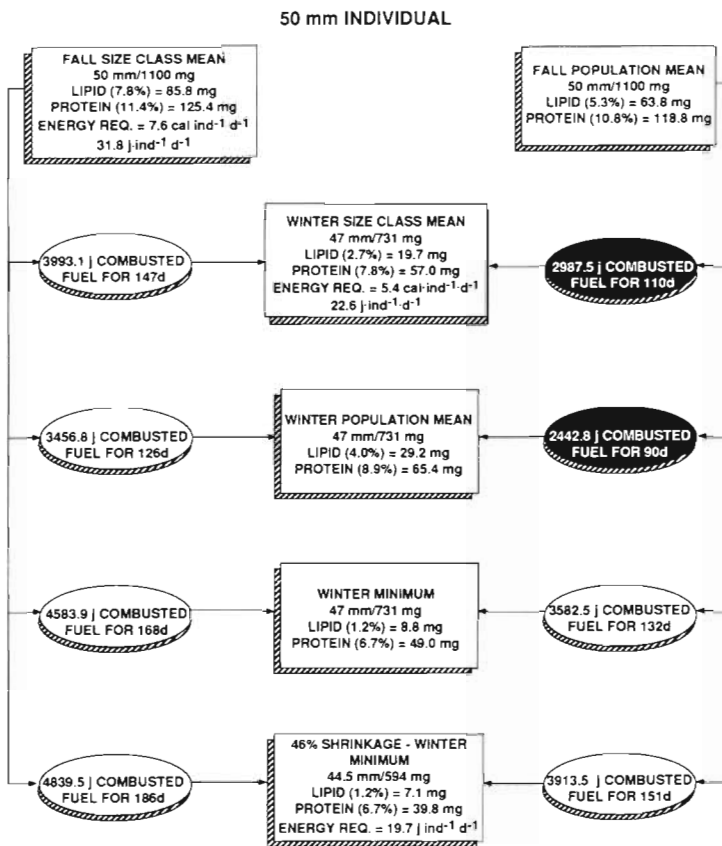 50 mm INDIVIDUAL
FALL SIZE CLASS MEAN
50 mm/1100 mg
LIPID (7.8%) = 85.8 mg
PROTEIN (11.4%) = 125.4 mg
ENERGY REQ. = 7.6 cal ind⁻¹ d⁻¹
31.8 j·ind⁻¹ d⁻¹
FALL POPULATION MEAN
50 mm/1100 mg
LIPID (5.3%) = 63.8 mg
PROTEIN (10.8%) = 118.8 mg
3993.1 j COMBUSTED
FUEL FOR 147d
WINTER SIZE CLASS MEAN
47 mm/731 mg
LIPID (2.7%) = 19.7 mg
PROTEIN (7.8%) = 57.0 mg
ENERGY REQ. = 5.4 cal·ind⁻¹·d⁻¹
22.6 j·ind⁻¹·d⁻¹
2987.5 j COMBUSTED
FUEL FOR 110d
3456.8 j COMBUSTED
FUEL FOR 126d
WINTER POPULATION MEAN
47 mm/731 mg
LIPID (4.0%) = 29.2 mg
PROTEIN (8.9%) = 65.4 mg
2442.8 j COMBUSTED
FUEL FOR 90d
4583.9 j COMBUSTED
FUEL FOR 168d
WINTER MINIMUM
47 mm/731 mg
LIPID (1.2%) = 8.8 mg
PROTEIN (6.7%) = 49.0 mg
3582.5 j COMBUSTED
FUEL FOR 132d
4839.5 j COMBUSTED
FUEL FOR 186d
46% SHRINKAGE - WINTER
MINIMUM
44.5 mm/594 mg
LIPID (1.2%) = 7.1 mg
PROTEIN (6.7%) = 39.8 mg
ENERGY REQ. = 19.7 j ind⁻¹ d⁻¹
3913.5 j COMBUSTED
FUEL FOR 151d